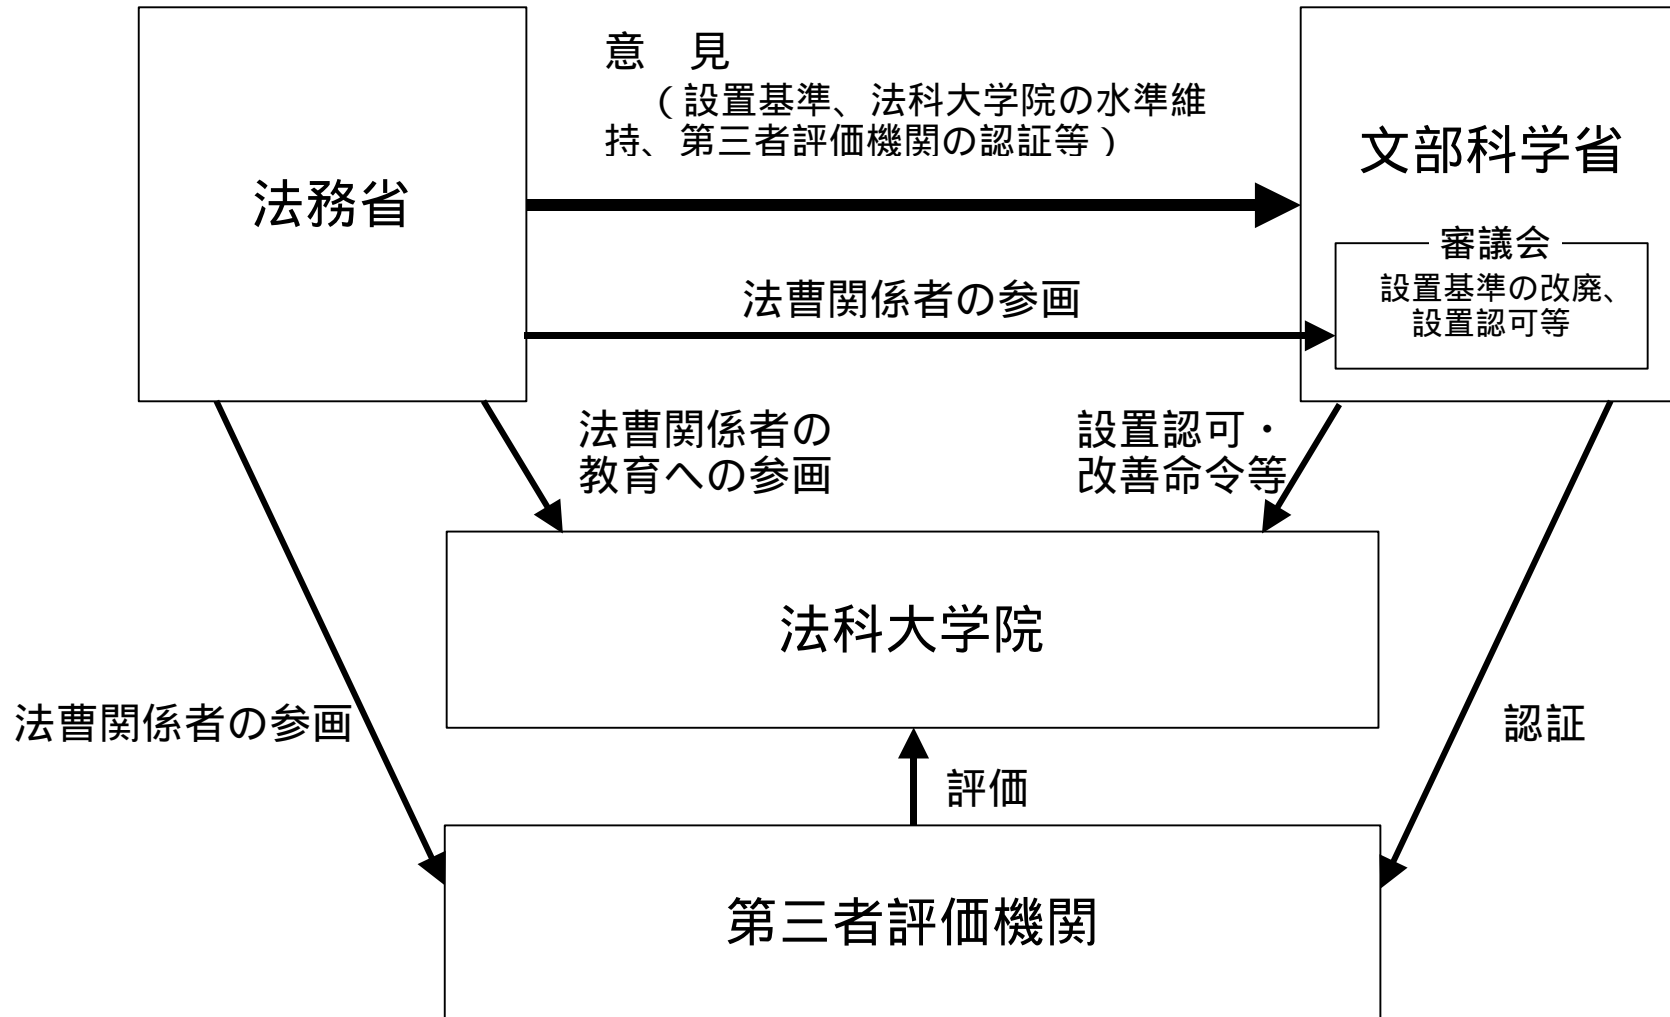 意　見
（設置基準、法科大学院の水準維
持、第三者評価機関の認証等）
法務省
文部科学省
審議会
設置基準の改廃、
設置認可等
法曹関係者の参画
法曹関係者の
教育への参画
設置認可・
改善命令等
法科大学院
法曹関係者の参画
認証
評価
第三者評価機関